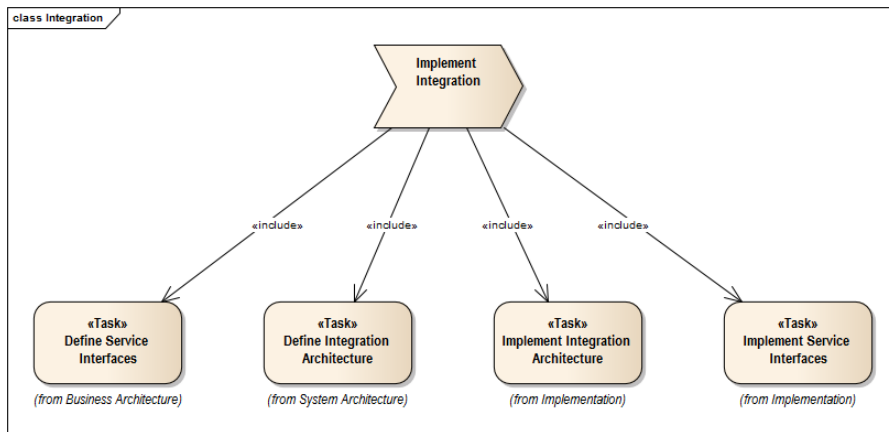 class Integration
Implement
Integration
«include»
«include»
«include»
«include»
«Task»
Define Service
Interfaces
«Task»
Define Integration
Architecture
«Task»
Implement Integration
Architecture
«Task»
Implement Service
Interfaces
(from Business Architecture)
(from System Architecture)
(from Implementation)
(from Implementation)